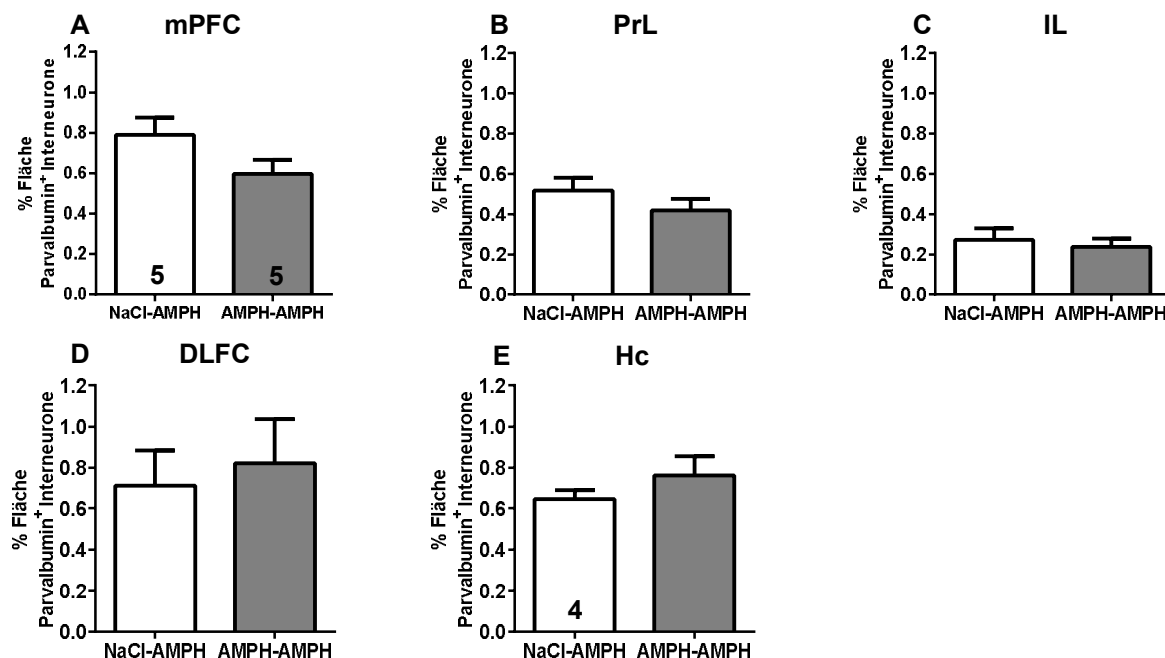 A mPFC
% Fläche
Parvalbumin⁺ Interneurone
1.2
1.0
0.8
0.6
0.4
0.2
0.0
5
5
NaCl-AMPH AMPH-AMPH
B PrL
% Fläche
Parvalbumin⁺ Interneurone
1.2
1.0
0.8
0.6
0.4
0.2
0.0
NaCl-AMPH AMPH-AMPH
C IL
% Fläche
Parvalbumin⁺ Interneurone
1.2
1.0
0.8
0.6
0.4
0.2
0.0
NaCl-AMPH AMPH-AMPH
D DLFC
% Fläche
Parvalbumin⁺ Interneurone
1.2
1.0
0.8
0.6
0.4
0.2
0.0
NaCl-AMPH AMPH-AMPH
E Hc
% Fläche
Parvalbumin⁺ Interneurone
1.2
1.0
0.8
0.6
0.4
0.2
0.0
4
NaCl-AMPH AMPH-AMPH